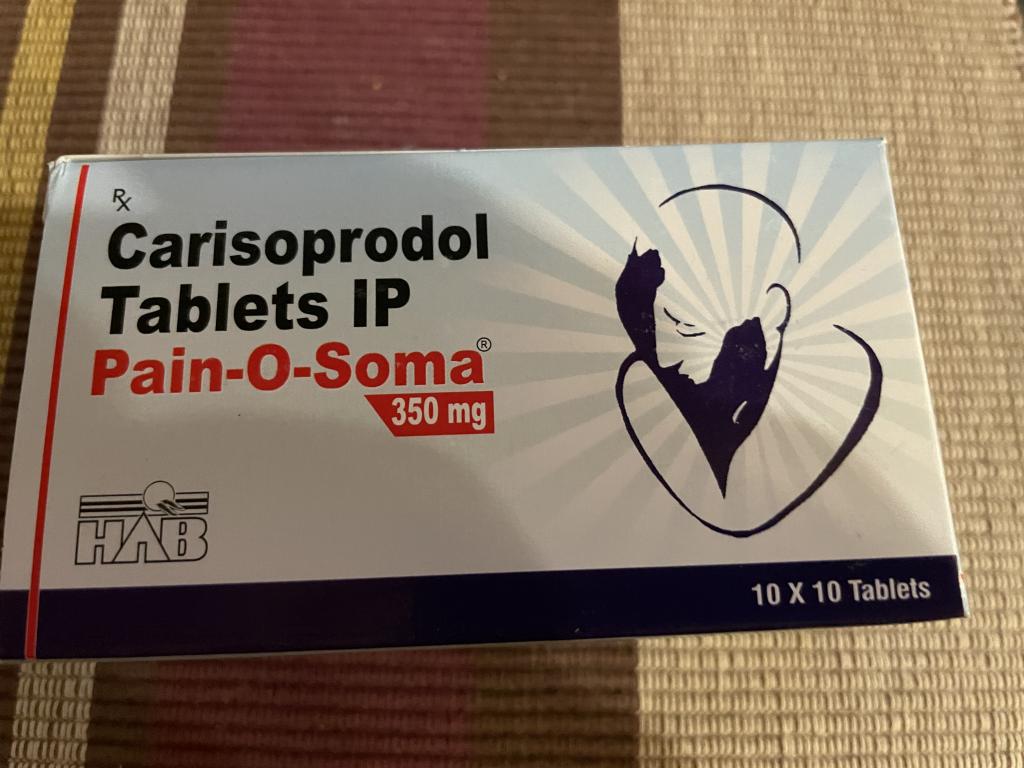 Rx
Carisoprodol
Tablets IP
Pain-O-Soma®
350 mg
HAB
10 X 10 Tablets